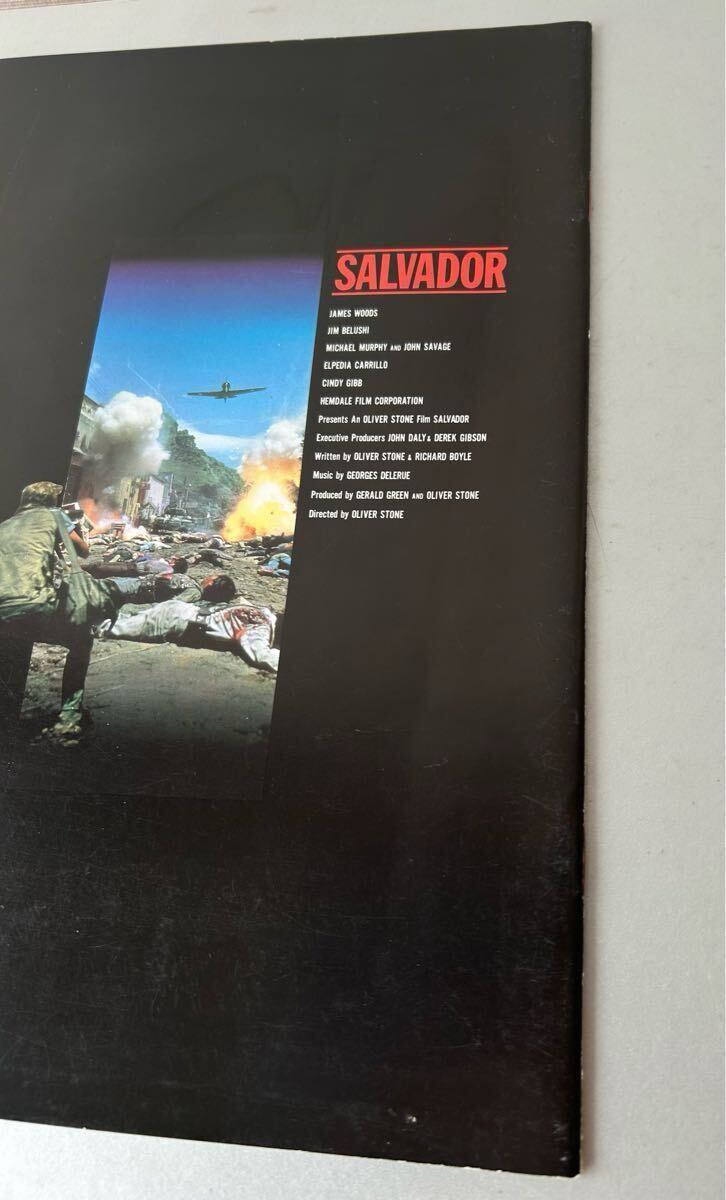 SALVADOR
JAMES WOODS
JIM BELUSHI
MICHAEL MURPHY AND JOHN SAVAGE
ELPEDIA CARRILLO
CINDY GIBB
HEMDALE FILM CORPORATION
Presents An OLIVER STONE Film SALVADOR
Executive Producers JOHN DALY & DEREK GIBSON
Written by OLIVER STONE & RICHARD BOYLE
Music by GEORGES DELERUE
Produced by GERALD GREEN AND OLIVER STONE
Directed by OLIVER STONE